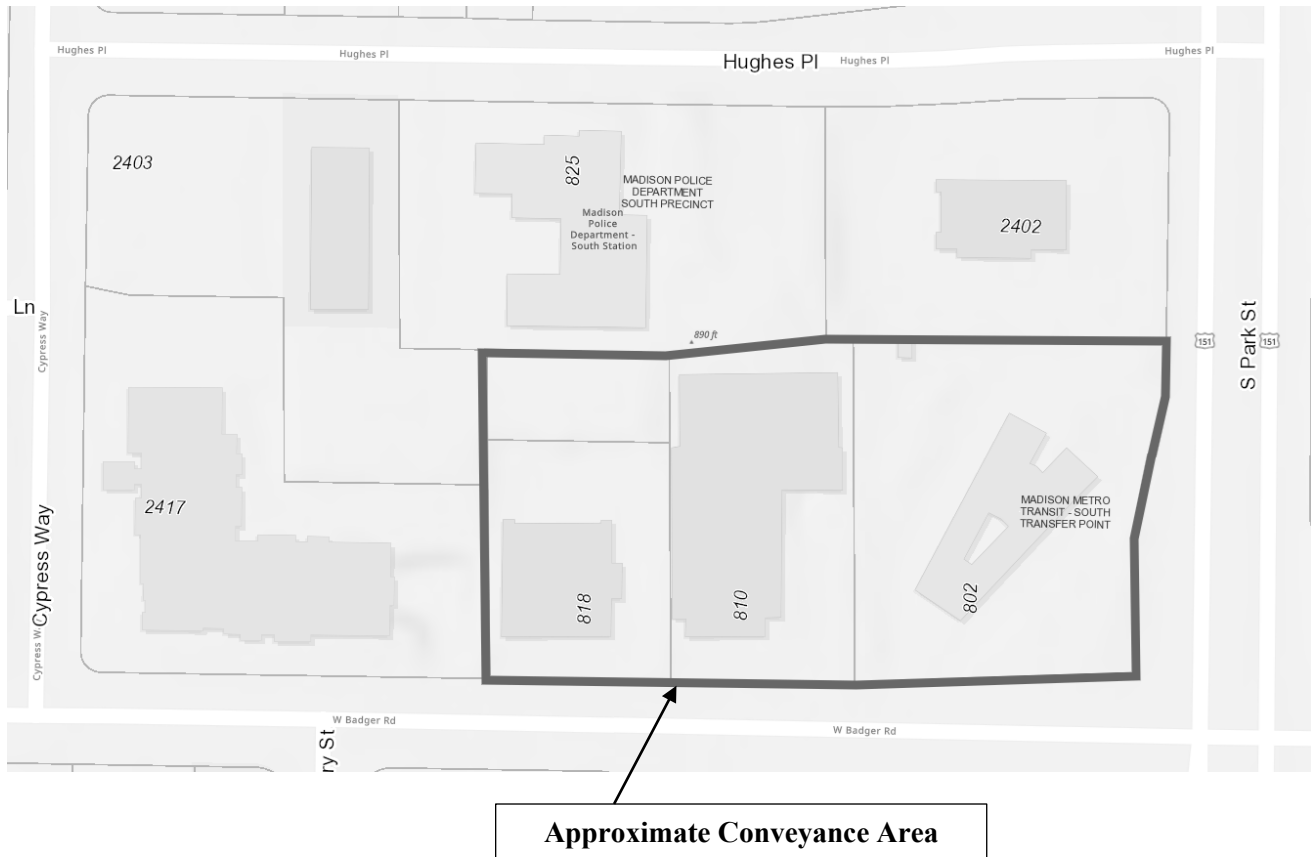 Hughes Pl
Hughes Pl
Hughes Pl
Hughes Pl
Hughes Pl
2403
825
MADISON POLICE
DEPARTMENT
SOUTH PRECINCT
Madison
Police
Department -
South Station
2402
Ln
Cypress Way
890 ft
151
151
S Park St
2417
Cypress Way
Cypress W
818
810
802
MADISON METRO
TRANSIT - SOUTH
TRANSFER POINT
W Badger Rd
W Badger Rd
ry St
Approximate Conveyance Area